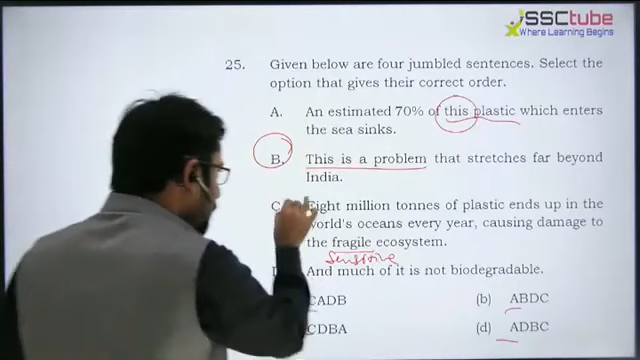 SSCtube
Where Learning Begins
25. Given below are four jumbled sentences. Select the
option that gives their correct order.
A. An estimated 70% of this plastic which enters
the sea sinks.
B. This is a problem that stretches far beyond
India.
C Eight million tonnes of plastic ends up in the
world's oceans every year, causing damage to
the fragile ecosystem.
Sensitive
And much of it is not biodegradable.
CADB (b) ABDC
CDBA (d) ADBC